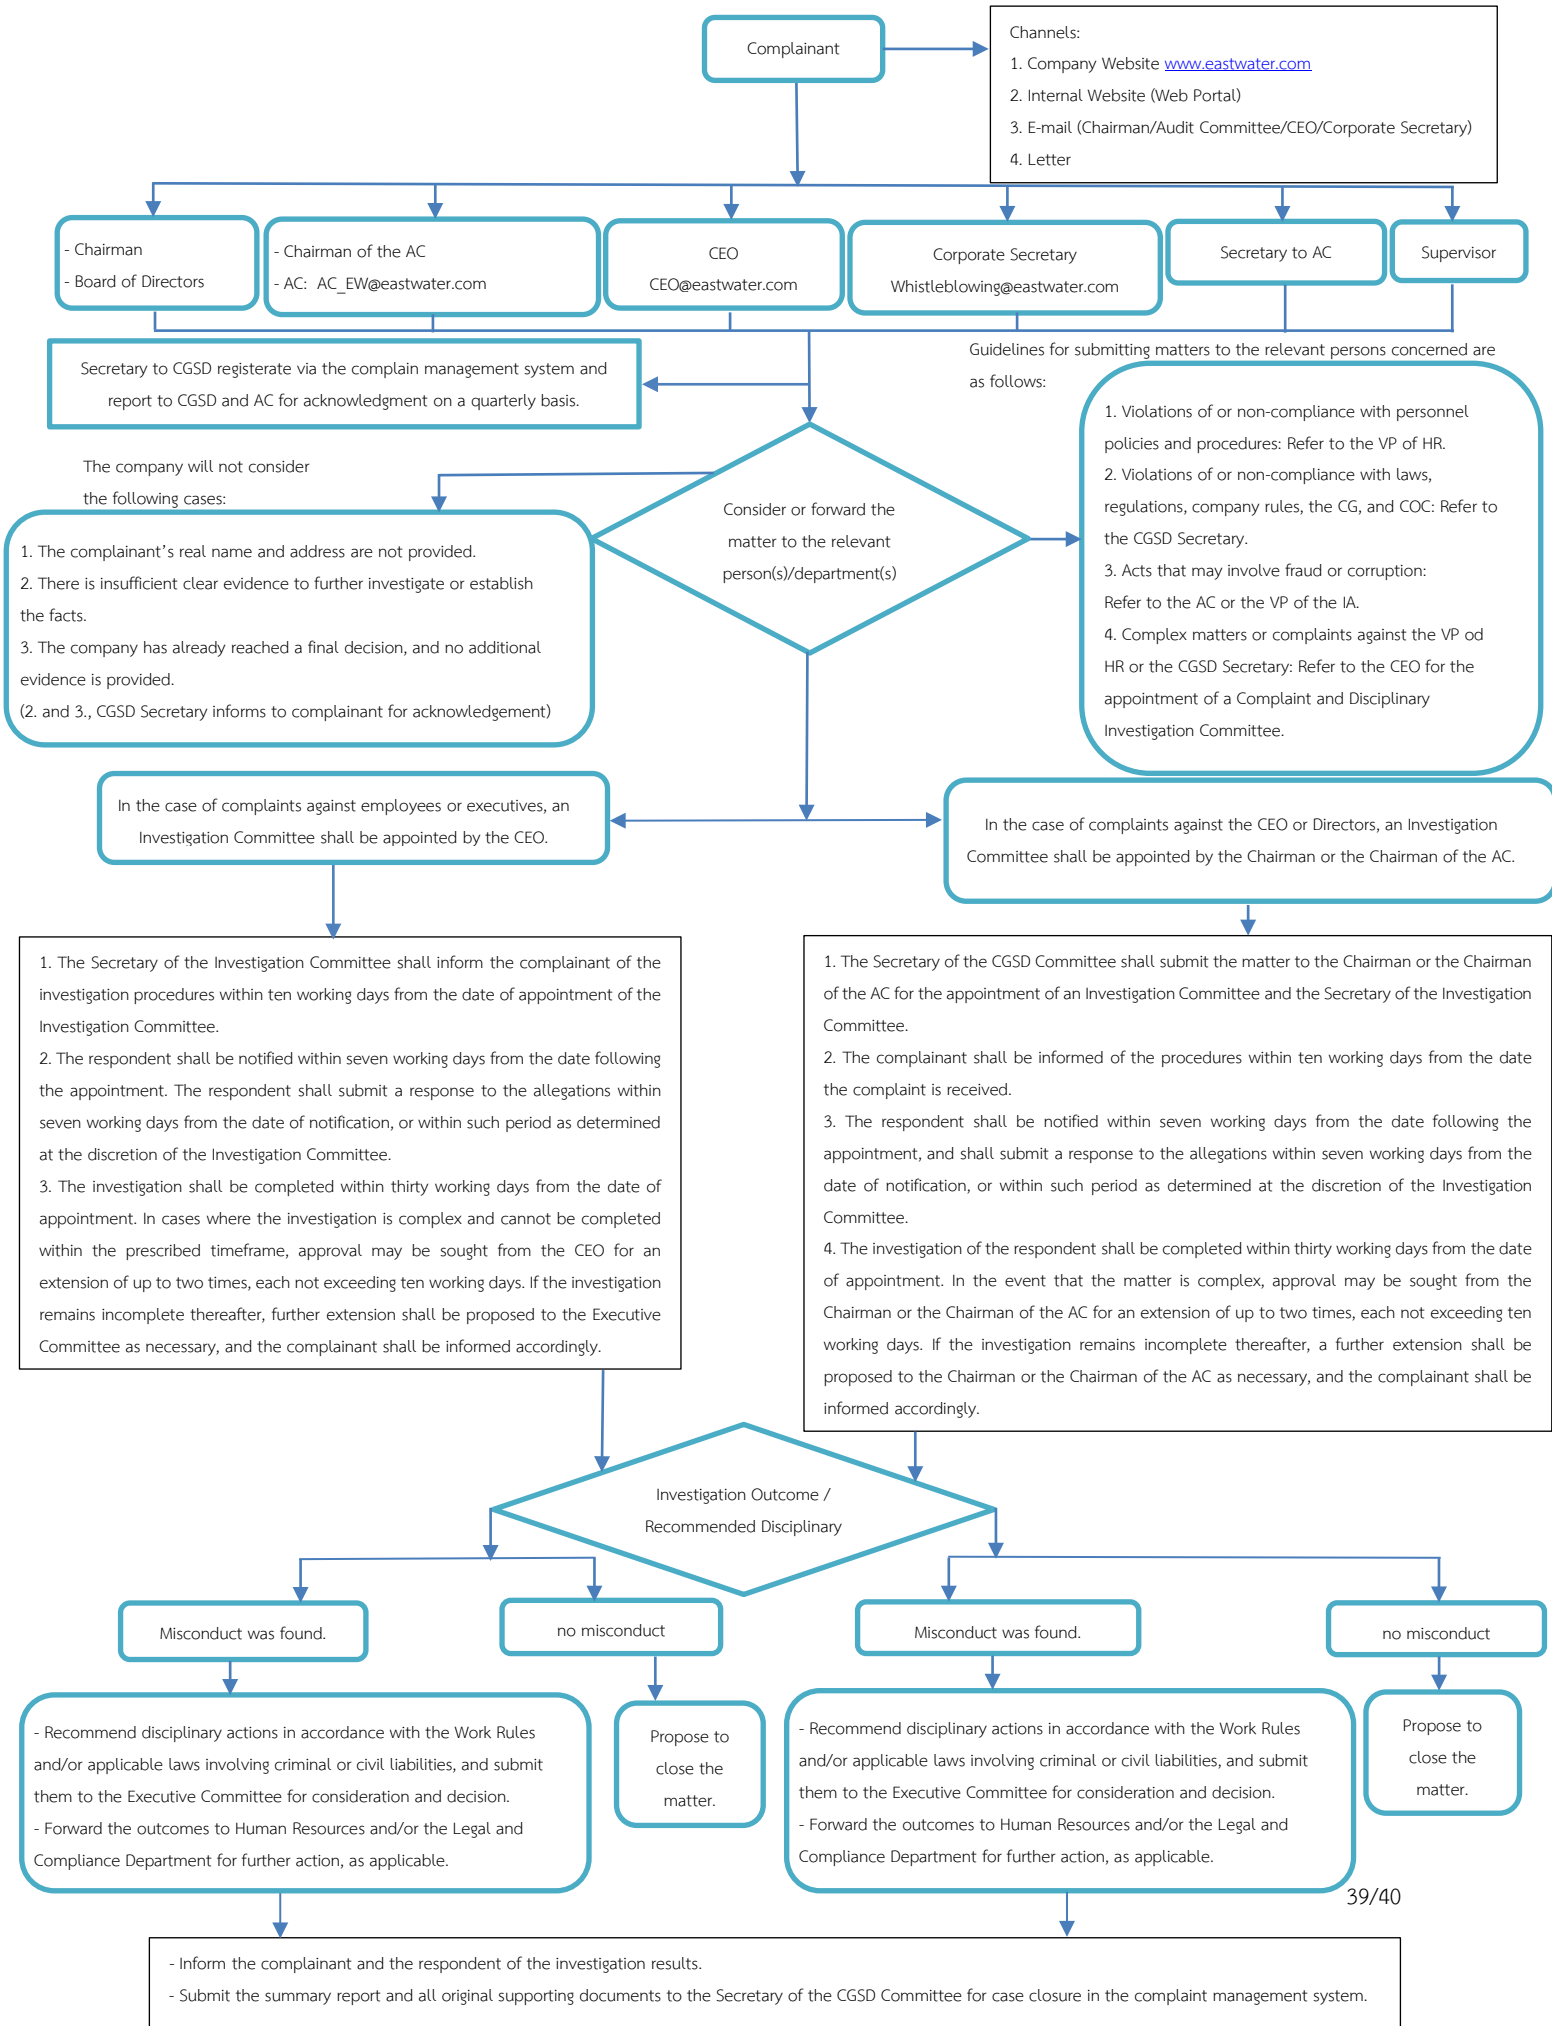 Complainant
Channels:
1. Company Website www.eastwater.com
2. Internal Website (Web Portal)
3. E-mail (Chairman/Audit Committee/CEO/Corporate Secretary)
4. Letter
- Chairman
- Board of Directors
- Chairman of the AC
- AC: AC_EW@eastwater.com
CEO
CEO@eastwater.com
Corporate Secretary
Whistleblowing@eastwater.com
Secretary to AC
Supervisor
Secretary to CGSD registerate via the complain management system and
report to CGSD and AC for acknowledgment on a quarterly basis.
Guidelines for submitting matters to the relevant persons concerned are
as follows:
The company will not consider
the following cases:
1. The complainant's real name and address are not provided.
2. There is insufficient clear evidence to further investigate or establish
the facts.
3. The company has already reached a final decision, and no additional
evidence is provided.
(2. and 3., CGSD Secretary informs to complainant for acknowledgement)
Consider or forward the
matter to the relevant
person(s)/department(s)
1. Violations of or non-compliance with personnel
policies and procedures: Refer to the VP of HR.
2. Violations of or non-compliance with laws,
regulations, company rules, the CG, and COC: Refer to
the CGSD Secretary.
3. Acts that may involve fraud or corruption:
Refer to the AC or the VP of the IA.
4. Complex matters or complaints against the VP od
HR or the CGSD Secretary: Refer to the CEO for the
appointment of a Complaint and Disciplinary
Investigation Committee.
In the case of complaints against employees or executives, an
Investigation Committee shall be appointed by the CEO.
In the case of complaints against the CEO or Directors, an Investigation
Committee shall be appointed by the Chairman or the Chairman of the AC.
1. The Secretary of the Investigation Committee shall inform the complainant of the
investigation procedures within ten working days from the date of appointment of the
Investigation Committee.
2. The respondent shall be notified within seven working days from the date following
the appointment. The respondent shall submit a response to the allegations within
seven working days from the date of notification, or within such period as determined
at the discretion of the Investigation Committee.
3. The investigation shall be completed within thirty working days from the date of
appointment. In cases where the investigation is complex and cannot be completed
within the prescribed timeframe, approval may be sought from the CEO for an
extension of up to two times, each not exceeding ten working days. If the investigation
remains incomplete thereafter, further extension shall be proposed to the Executive
Committee as necessary, and the complainant shall be informed accordingly.
1. The Secretary of the CGSD Committee shall submit the matter to the Chairman or the Chairman
of the AC for the appointment of an Investigation Committee and the Secretary of the Investigation
Committee.
2. The complainant shall be informed of the procedures within ten working days from the date
the complaint is received.
3. The respondent shall be notified within seven working days from the date following the
appointment, and shall submit a response to the allegations within seven working days from the
date of notification, or within such period as determined at the discretion of the Investigation
Committee.
4. The investigation of the respondent shall be completed within thirty working days from the date
of appointment. In the event that the matter is complex, approval may be sought from the
Chairman or the Chairman of the AC for an extension of up to two times, each not exceeding ten
working days. If the investigation remains incomplete thereafter, a further extension shall be
proposed to the Chairman or the Chairman of the AC as necessary, and the complainant shall be
informed accordingly.
Investigation Outcome /
Recommended Disciplinary
Misconduct was found.
no misconduct
Misconduct was found.
no misconduct
- Recommend disciplinary actions in accordance with the Work Rules
and/or applicable laws involving criminal or civil liabilities, and submit
them to the Executive Committee for consideration and decision.
- Forward the outcomes to Human Resources and/or the Legal and
Compliance Department for further action, as applicable.
Propose to
close the
matter.
- Recommend disciplinary actions in accordance with the Work Rules
and/or applicable laws involving criminal or civil liabilities, and submit
them to the Executive Committee for consideration and decision.
- Forward the outcomes to Human Resources and/or the Legal and
Compliance Department for further action, as applicable.
Propose to
close the
matter.
39/40
- Inform the complainant and the respondent of the investigation results.
- Submit the summary report and all original supporting documents to the Secretary of the CGSD Committee for case closure in the complaint management system.